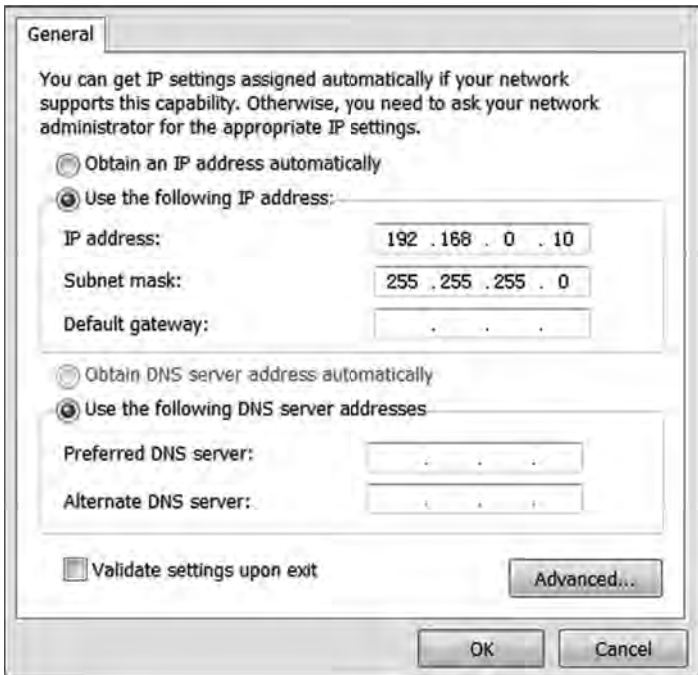 General
You can get IP settings assigned automatically if your network
supports this capability. Otherwise, you need to ask your network
administrator for the appropriate IP settings.
Obtain an IP address automatically
Use the following IP address:
IP address: 192 . 168 . 0 . 10
Subnet mask: 255 . 255 . 255 . 0
Default gateway: . . .
Obtain DNS server address automatically
Use the following DNS server addresses
Preferred DNS server: . . .
Alternate DNS server: . . .
Validate settings upon exit
Advanced...
OK Cancel